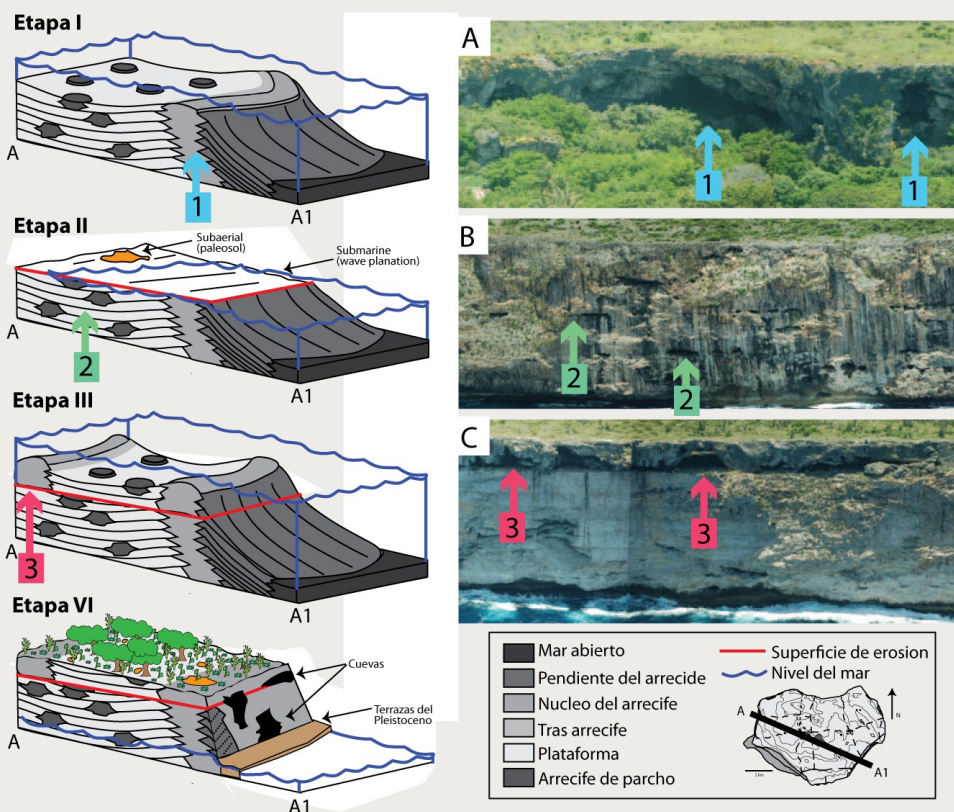 Etapa I
A
A1
1
Etapa II
Subaerial
(paleosol)
Submarine
(wave planation)
A
A1
2
Etapa III
A
A1
3
Etapa VI
Cuevas
Terrazas del
Pleistoceno
A
A1
A
1
1
B
2
2
C
3
3
Mar abierto
Pendiente del arrecide
Nucleo del arrecife
Tras arrecife
Plataforma
Arrecife de parcho
Superficie de erosion
Nivel del mar
A
N
A1
2 km